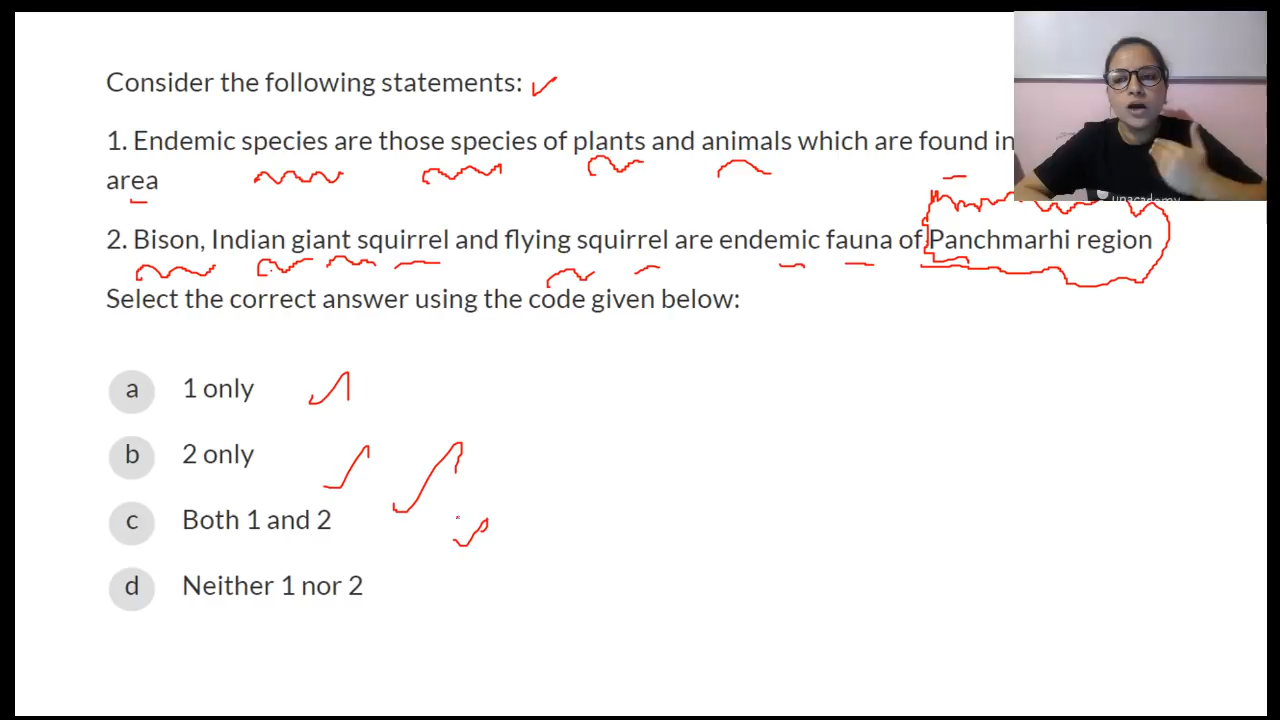 Consider the following statements:
1. Endemic species are those species of plants and animals which are found in
area
unacademy
2. Bison, Indian giant squirrel and flying squirrel are endemic fauna of Panchmarhi region
Select the correct answer using the code given below:
a 1 only
b 2 only
c Both 1 and 2
d Neither 1 nor 2